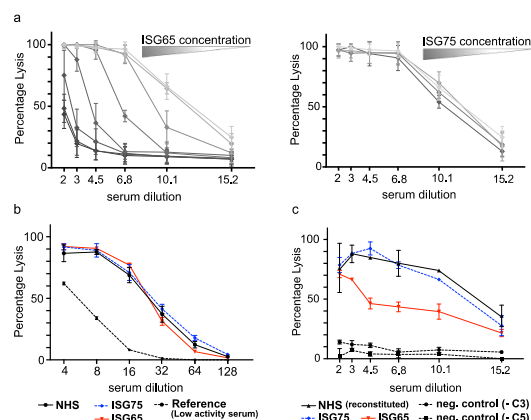 a
ISG65 concentration
Percentage Lysis
100
50
0
2 3 4.5 6.8 10.1 15.2
serum dilution
ISG75 concentration
Percentage Lysis
100
50
0
2 3 4.5 6.8 10.1 15.2
serum dilution
b
Percentage Lysis
100
50
0
4 8 16 32 64 128
serum dilution
NHS
ISG75
ISG65
Reference
(Low activity serum)
c
Percentage Lysis
100
50
0
2 3 4.5 6.8 10.1 15.2
serum dilution
NHS (reconstituted)
ISG75
ISG65
neg. control (- C3)
neg. control (- C5)